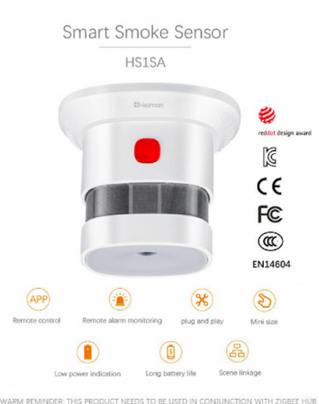 Smart Smoke Sensor
HS1SA
reddot design award
CE
FC
CCC
EN14604
APP
Remote control
Remote alarm monitoring
plug and play
Mini size
Low power indication
Long battery life
Scene linkage
WARM REMINDER: THIS PRODUCT NEEDS TO BE USED IN CONJUNCTION WITH ZIGBEE HUB